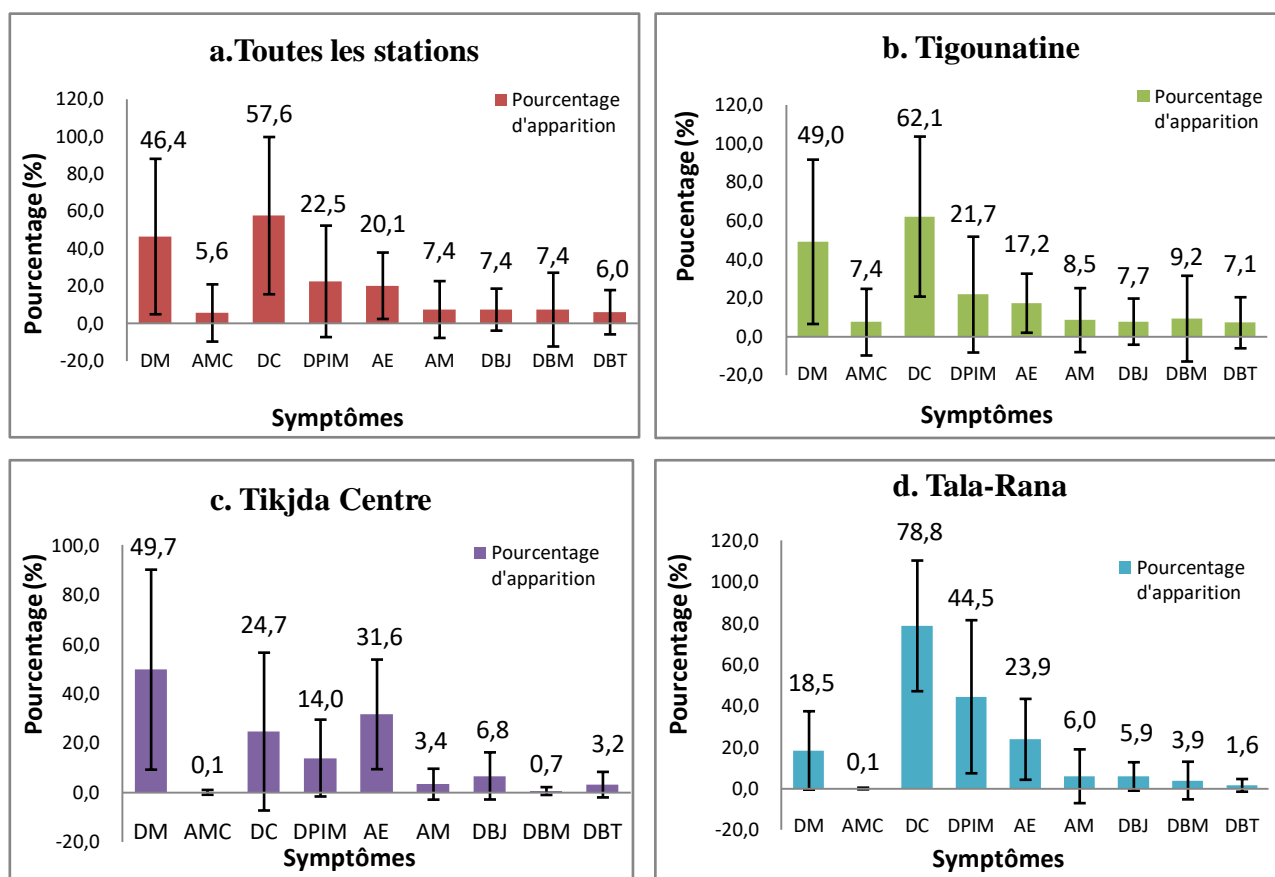 a.Toutes les stations
Pourcentage (%)
120,0
100,0
80,0
60,0
40,0
20,0
0,0
-20,0
Pourcentage
d'apparition
46,4
5,6
57,6
22,5
20,1
7,4
7,4
7,4
6,0
DM AMC DC DPIM AE AM DBJ DBM DBT
Symptômes
b. Tigounatine
Poucentage (%)
120,0
100,0
80,0
60,0
40,0
20,0
0,0
-20,0
Pourcentage
d'apparition
49,0
7,4
62,1
21,7
17,2
8,5
7,7
9,2
7,1
DM AMC DC DPIM AE AM DBJ DBM DBT
Symptômes
c. Tikjda Centre
Pourcentage (%)
100,0
80,0
60,0
40,0
20,0
0,0
-20,0
Pourcentage
d'apparition
49,7
0,1
24,7
14,0
31,6
3,4
6,8
0,7
3,2
DM AMC DC DPIM AE AM DBJ DBM DBT
Symptômes
d. Tala-Rana
Pourcentage (%)
120,0
100,0
80,0
60,0
40,0
20,0
0,0
-20,0
Pourcentage
d'apparition
18,5
0,1
78,8
44,5
23,9
6,0
5,9
3,9
1,6
DM AMC DC DPIM AE AM DBJ DBM DBT
Symptômes